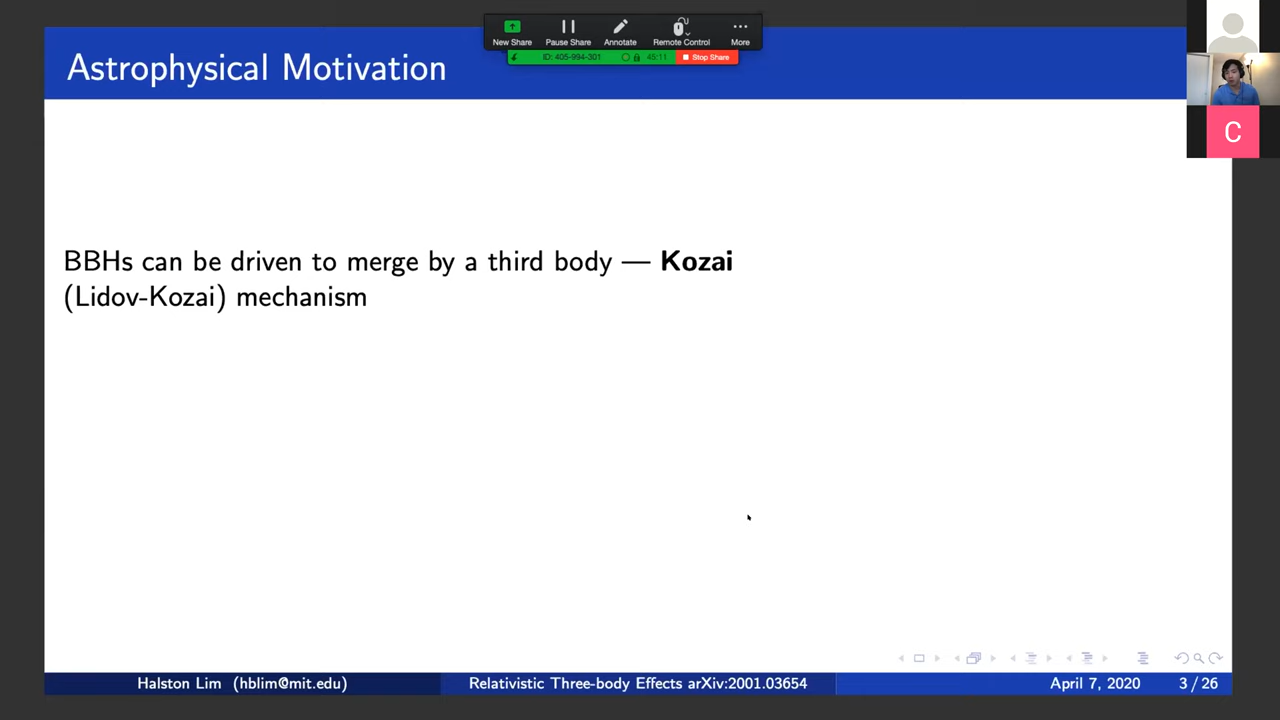 New Share
Pause Share
Annotate
Remote Control
More
ID: 405-994-301
45:11
Stop Share
Astrophysical Motivation
C
BBHs can be driven to merge by a third body — Kozai
(Lidov-Kozai) mechanism
Halston Lim (hblim@mit.edu)
Relativistic Three-body Effects arXiv:2001.03654
April 7, 2020
3 / 26